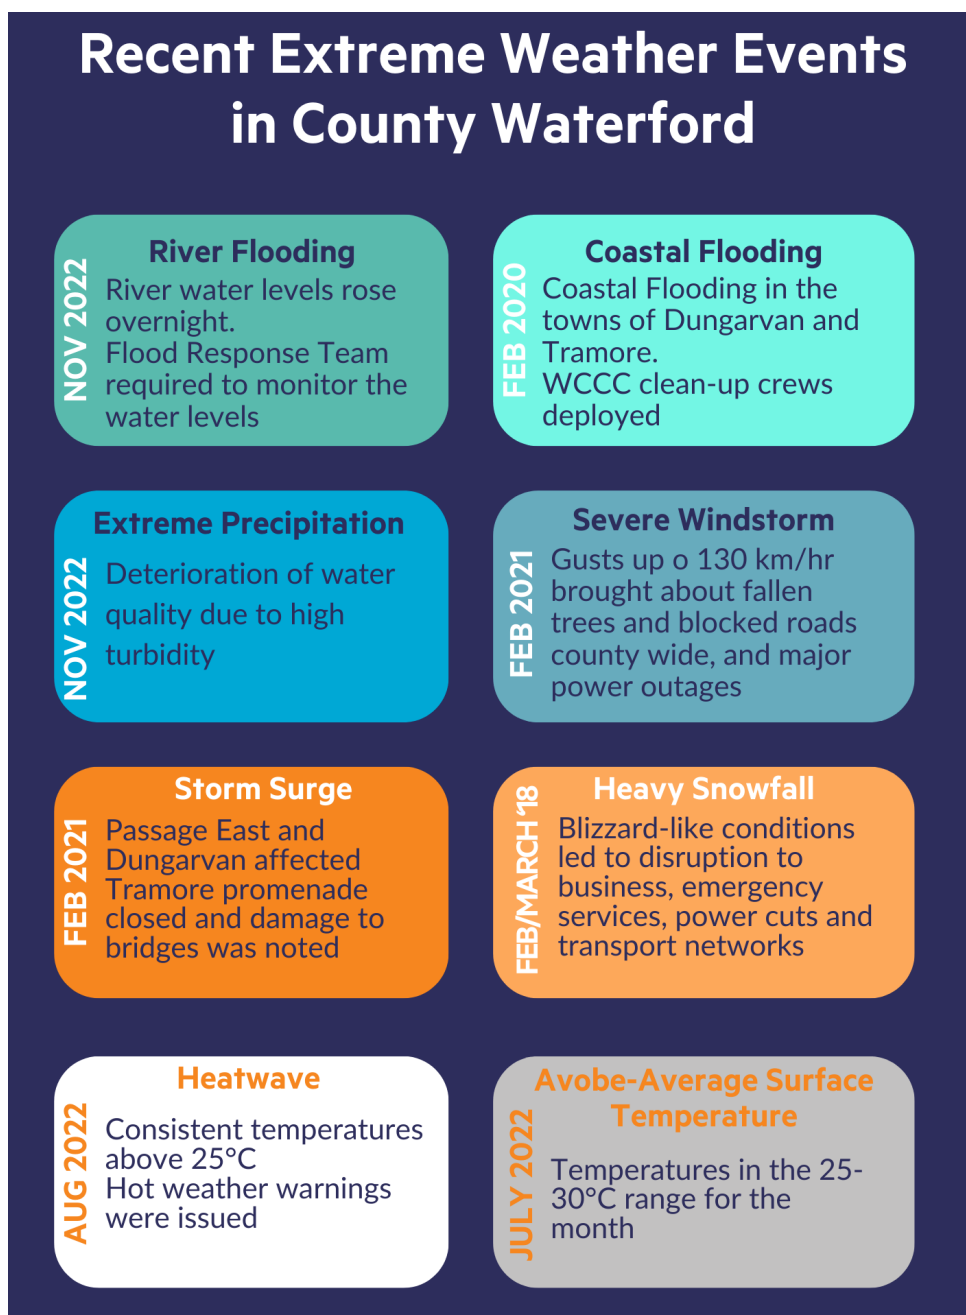 Recent Extreme Weather Events
in County Waterford
NOV 2022
River Flooding
River water levels rose
overnight.
Flood Response Team
required to monitor the
water levels
FEB 2020
Coastal Flooding
Coastal Flooding in the
towns of Dungarvan and
Tramore.
WCCC clean-up crews
deployed
NOV 2022
Extreme Precipitation
Deterioration of water
quality due to high
turbidity
FEB 2021
Severe Windstorm
Gusts up o 130 km/hr
brought about fallen
trees and blocked roads
county wide, and major
power outages
FEB 2021
Storm Surge
Passage East and
Dungarvan affected
Tramore promenade
closed and damage to
bridges was noted
FEB/MARCH '18
Heavy Snowfall
Blizzard-like conditions
led to disruption to
business, emergency
services, power cuts and
transport networks
AUG 2022
Heatwave
Consistent temperatures
above 25°C
Hot weather warnings
were issued
JULY 2022
Avobe-Average Surface
Temperature
Temperatures in the 25-
30°C range for the
month